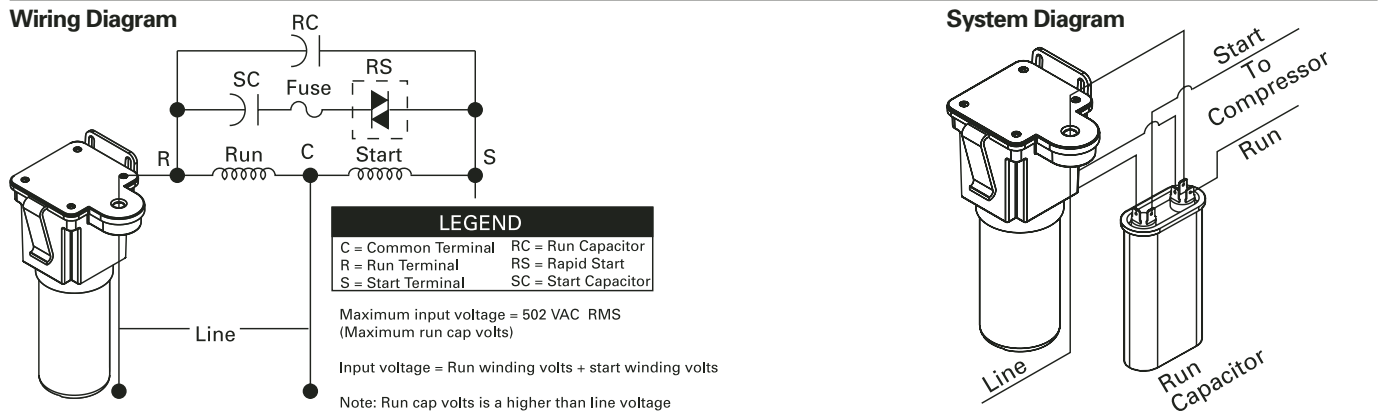 Wiring Diagram
RC
SC
Fuse
RS
R
Run
C
Start
S
LEGEND
C = Common Terminal
R = Run Terminal
S = Start Terminal
RC = Run Capacitor
RS = Rapid Start
SC = Start Capacitor
Line
Maximum input voltage = 502 VAC RMS
(Maximum run cap volts)
Input voltage = Run winding volts + start winding volts
Note: Run cap volts is a higher than line voltage
System Diagram
Start
To
Compressor
Run
Line
Run
Capacitor